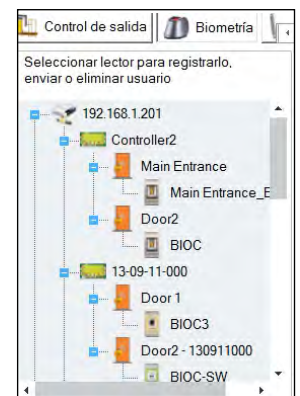 Control de salida
Biometría
Seleccionar lector para registrarlo,
enviar o eliminar usuario
192.168.1.201
Controller2
Main Entrance
Main Entrance_E
Door2
BIOC
13-09-11-000
Door 1
BIOC3
Door2 - 130911000
BIOC-SW